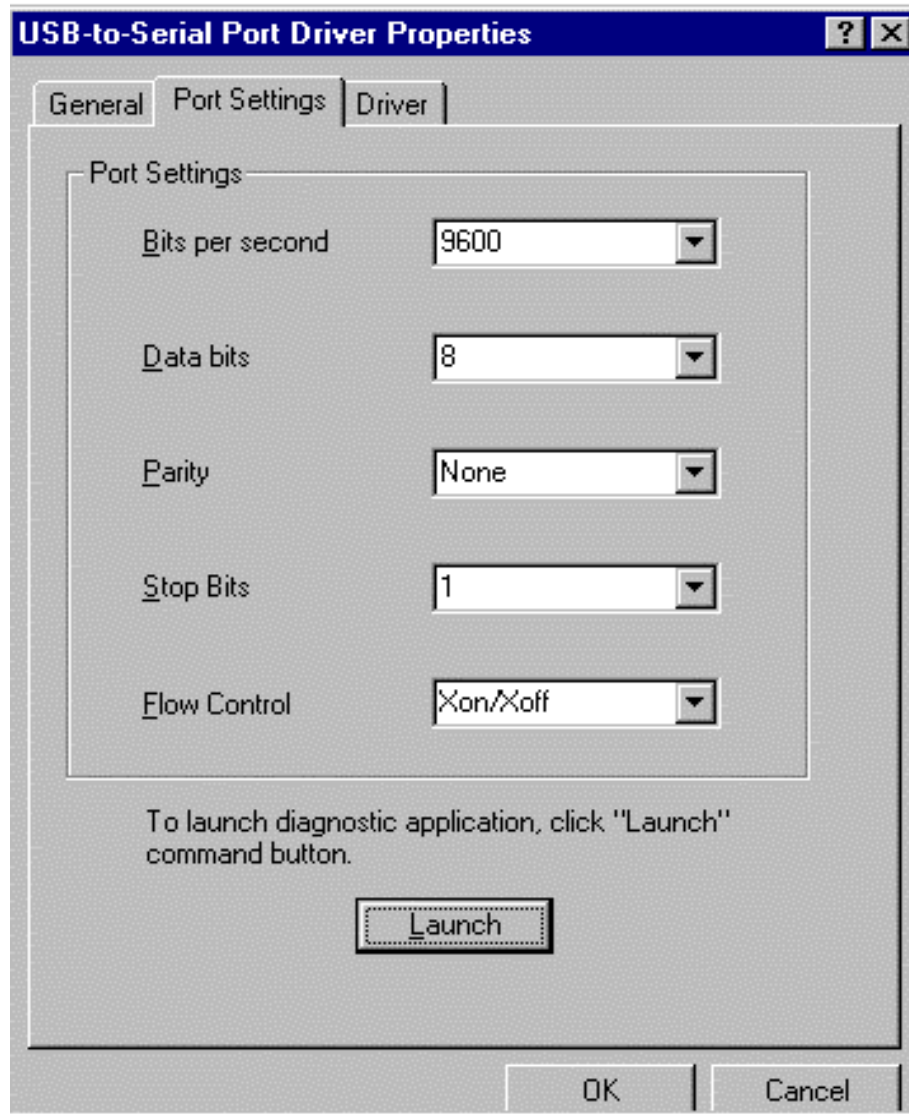 USB-to-Serial Port Driver Properties ? ×
General Port Settings Driver
Port Settings
Bits per second 9600
Data bits 8
Parity None
Stop Bits 1
Flow Control Xon/Xoff
To launch diagnostic application, click "Launch"
command button.
Launch
OK Cancel